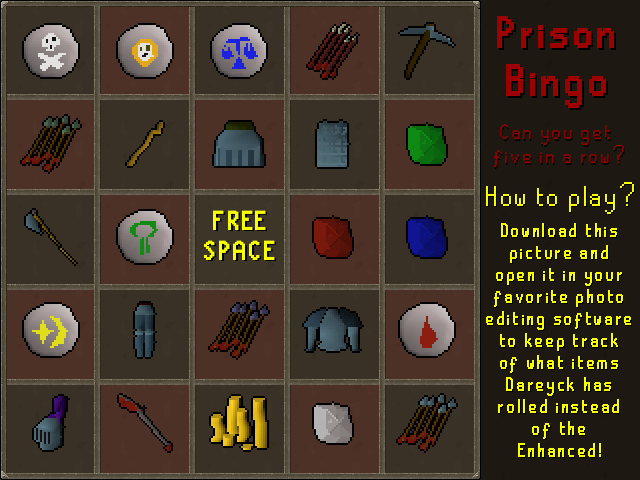 Prison
Bingo
Can you get
five in a row?
How to play?
Download this
picture and
open it in your
favorite photo
editing software
to keep track
of what items
Dareyck has
rolled instead
of the
Enhanced!
FREE
SPACE